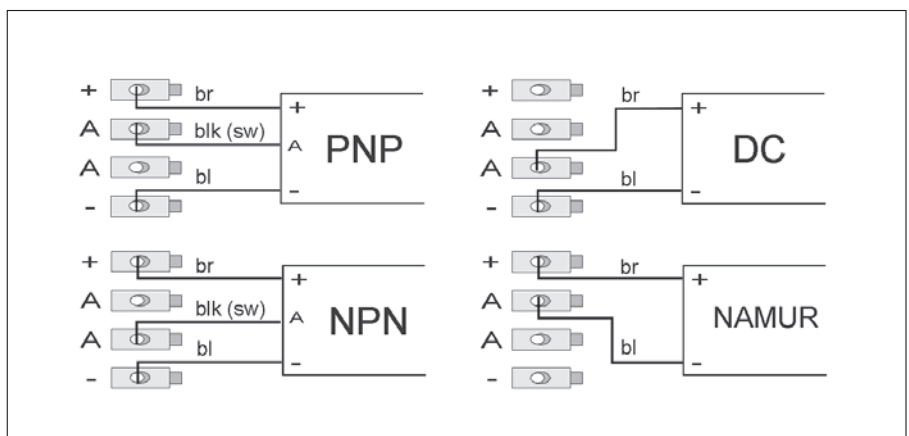 + br +
A blk (sw) A PNP
A bl
- -
+ br +
A DC
A bl
- -
+ br +
A blk (sw) A NPN
A bl
- -
+ br +
A NAMUR
A bl
- -